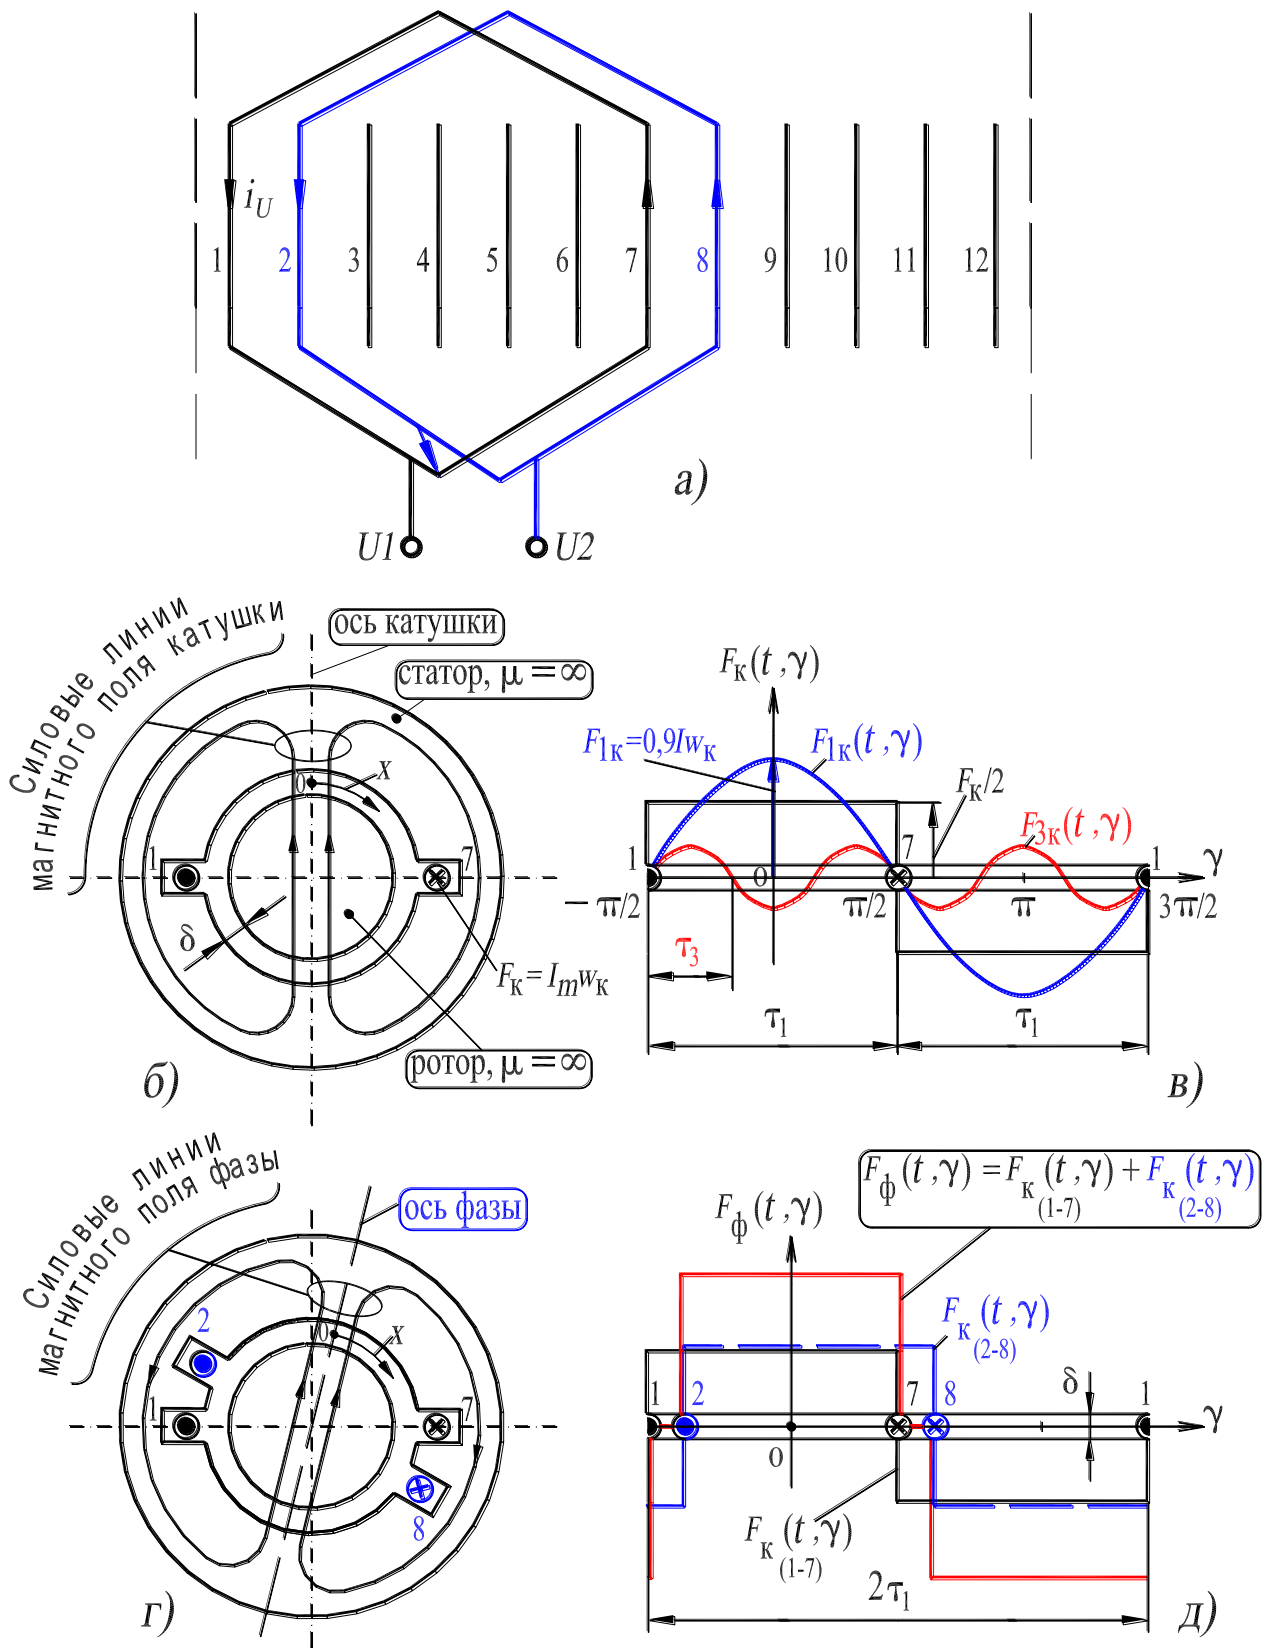 i_U
1 2 3 4 5 6 7 8 9 10 11 12
а)
U1 U2
Силовые линии
магнитного поля катушки
ось катушки
статор, μ = ∞
0 x
1 7
δ
F_к = I_m w_к
ротор, μ = ∞
б)
F_к(t,γ)
F_1к=0,9Iw_к
F_1к(t,γ)
F_к/2
F_3к(t,γ)
1 7 1
0 γ
−π/2 π/2 π 3π/2
τ_3
τ_1 τ_1
в)
Силовые линии
магнитного поля фазы
ось фазы
2
0 x
1 7
8
г)
F_ф(t,γ) = F_к(t,γ) + F_к(t,γ)
(1-7) (2-8)
F_ф(t,γ)
F_к(t,γ)
(2-8)
δ
1 2 7 8 1
0 γ
F_к(t,γ)
(1-7)
2τ_1
д)